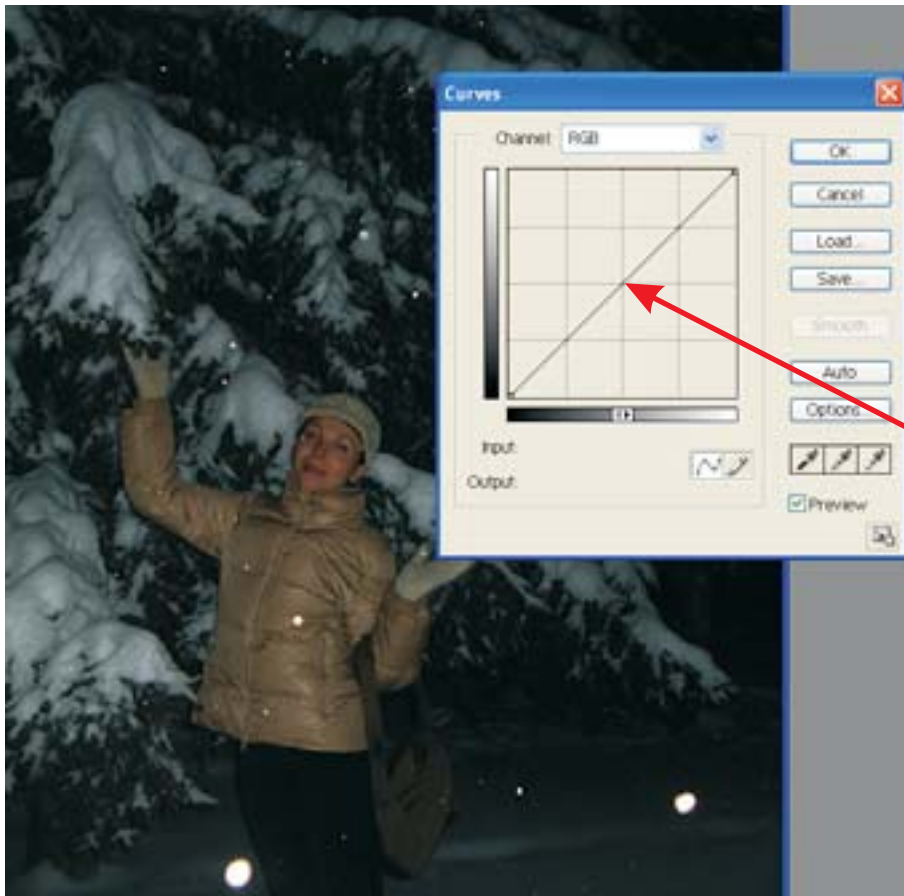 Curves
Channel: RGB
OK
Cancel
Load...
Save...
Smooth
Auto
Options...
Input:
Output:
Preview